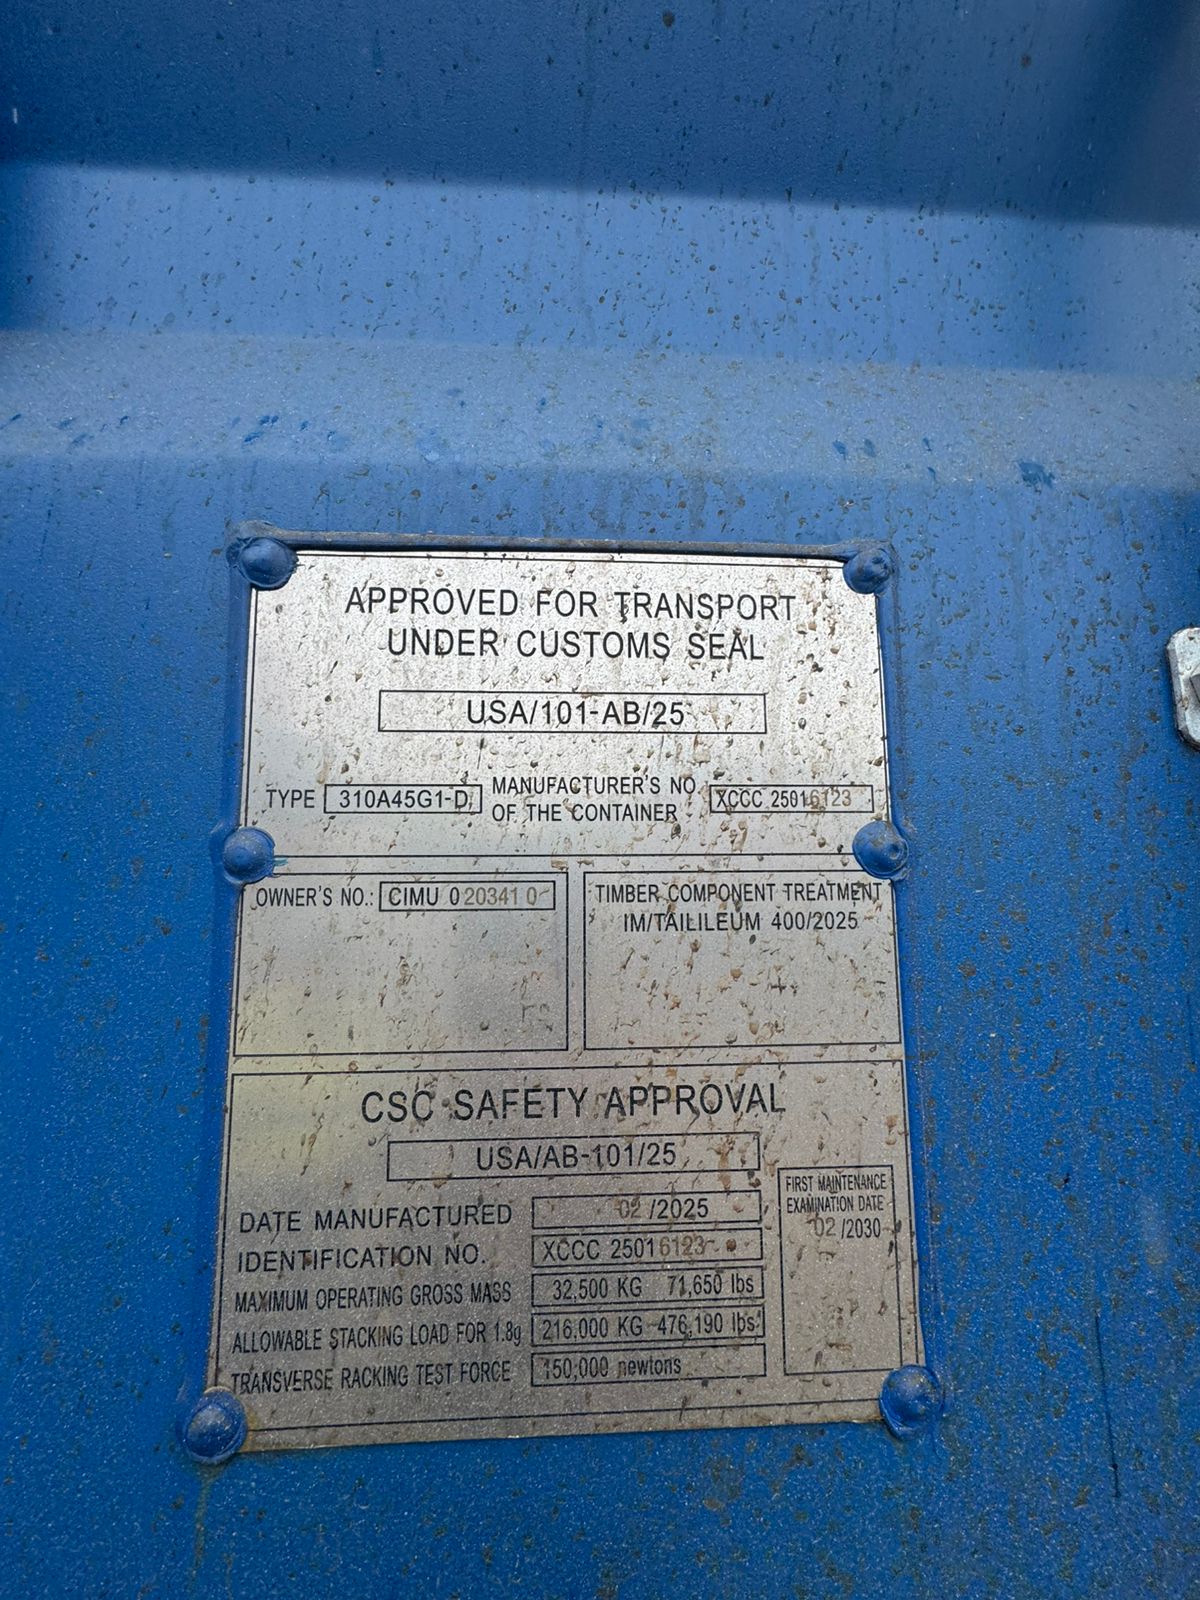 APPROVED FOR TRANSPORT
UNDER CUSTOMS SEAL
USA/101-AB/25
TYPE 310A45G1-D MANUFACTURER'S NO. OF THE CONTAINER XCCC 25016123
OWNER'S NO.: CIMU 020341 0
TIMBER COMPONENT TREATMENT
IM/TAILILEUM 400/2025
CSC SAFETY APPROVAL
USA/AB-101/25
DATE MANUFACTURED 02/2025
IDENTIFICATION NO. XCCC 25016123
MAXIMUM OPERATING GROSS MASS 32,500 KG 71,650 lbs
ALLOWABLE STACKING LOAD FOR 1.8g 216,000 KG 476,190 lbs
TRANSVERSE RACKING TEST FORCE 150,000 newtons
FIRST MAINTENANCE
EXAMINATION DATE
02/2030